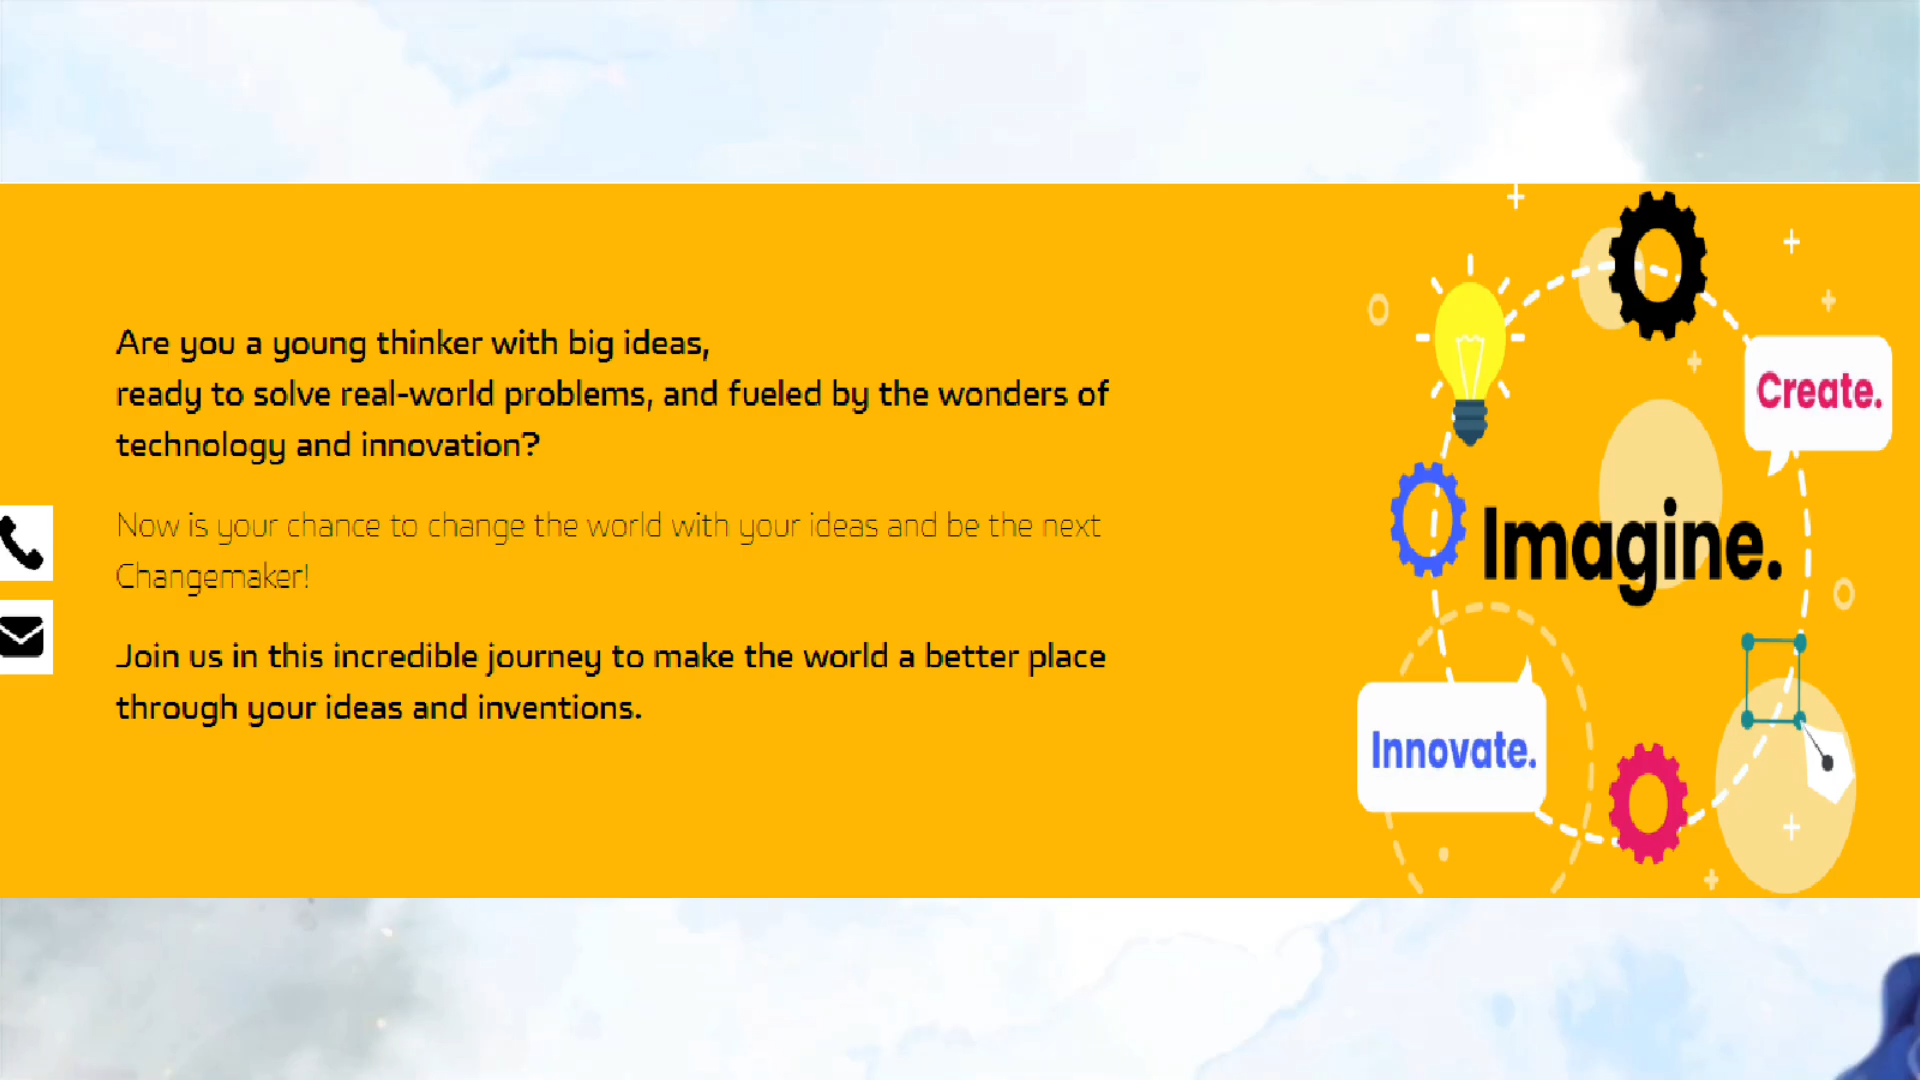 Are you a young thinker with big ideas,
ready to solve real-world problems, and fueled by the wonders of
technology and innovation?
Now is your chance to change the world with your ideas and be the next
Changemaker!
Join us in this incredible journey to make the world a better place
through your ideas and inventions.
Create.
Imagine.
Innovate.